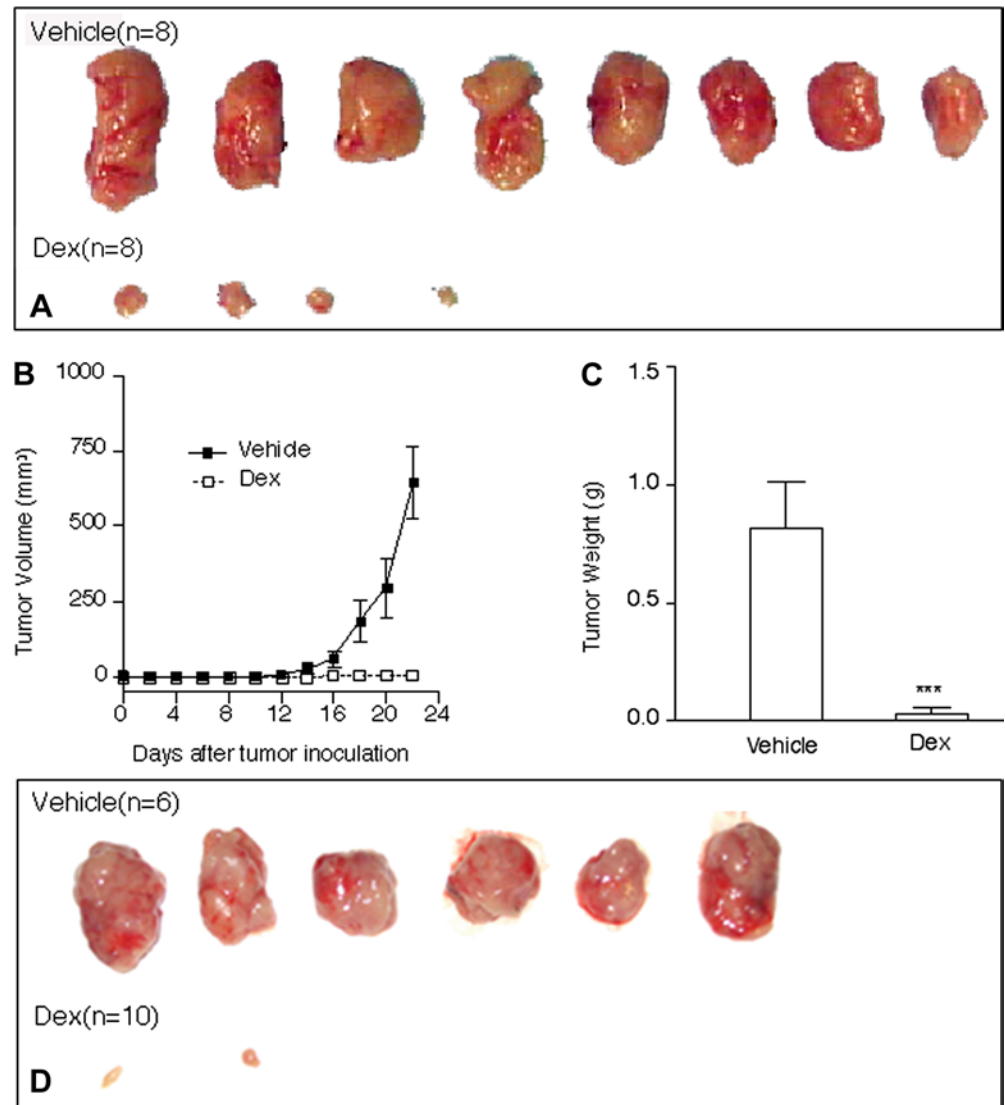 Vehicle(n=8)
Dex(n=8)
A
B
1000
750
500
250
0
Tumor Volume (mm³)
Vehide
Dex
0 4 8 12 16 20 24
Days after tumor inoculation
C
1.5
1.0
0.5
0.0
Tumor Weight (g)
***
Vehicle Dex
Vehicle(n=6)
Dex(n=10)
D